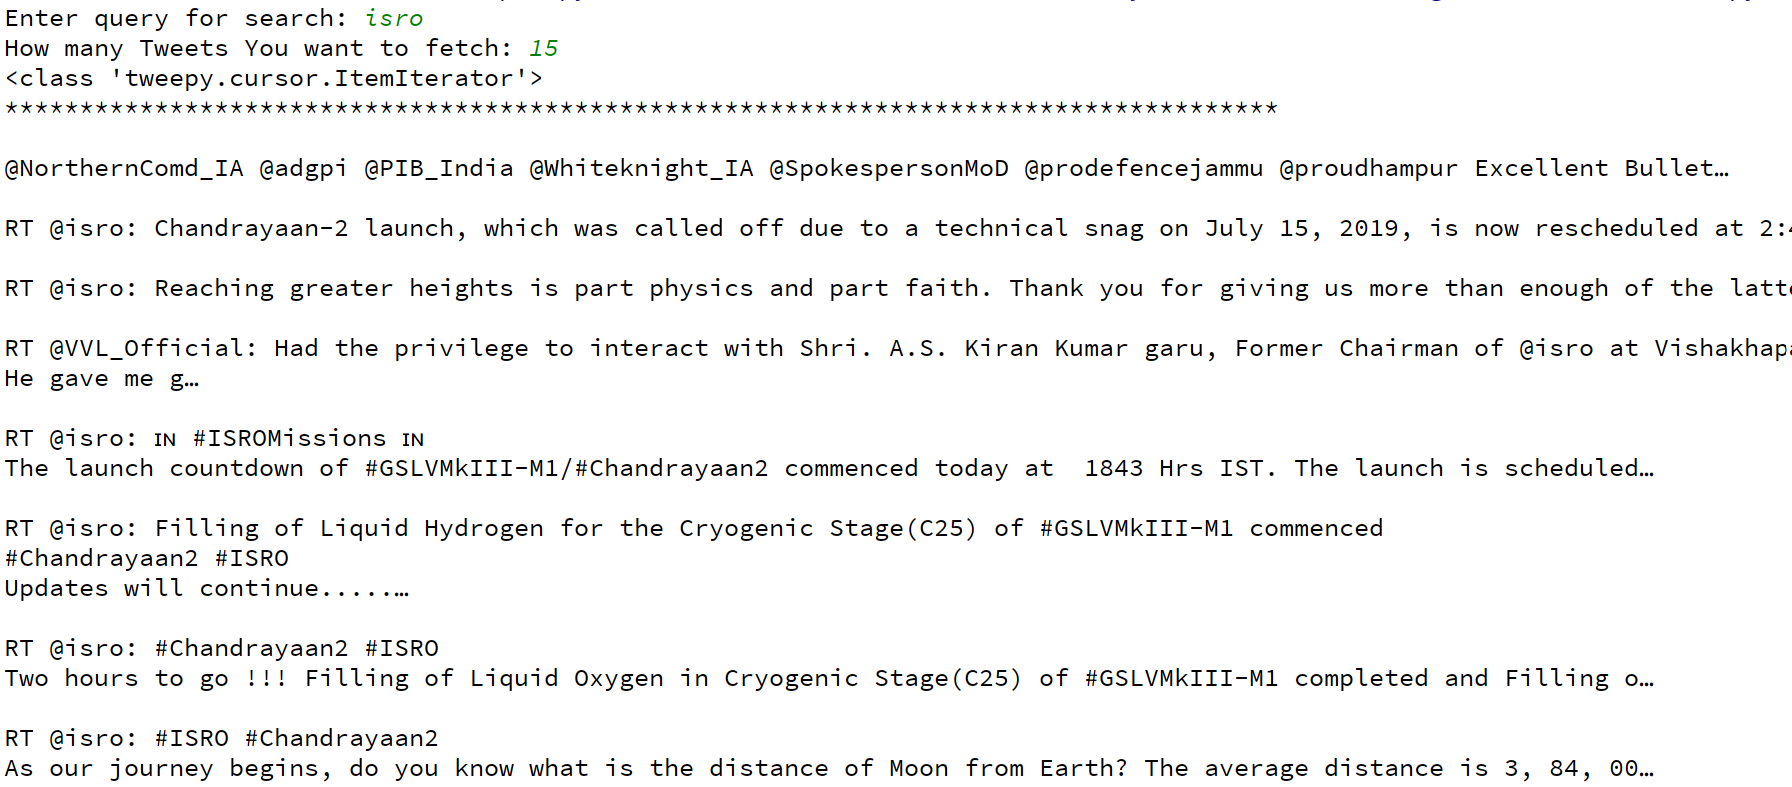 Enter query for search: isro
How many Tweets You want to fetch: 15
<class 'tweepy.cursor.ItemIterator'>
*************************************************************************************
@NorthernComd_IA @adgpi @PIB_India @Whiteknight_IA @SpokespersonMoD @prodefencejammu @proudhampur Excellent Bullet…
RT @isro: Chandrayaan-2 launch, which was called off due to a technical snag on July 15, 2019, is now rescheduled at 2:4
RT @isro: Reaching greater heights is part physics and part faith. Thank you for giving us more than enough of the latte
RT @VVL_Official: Had the privilege to interact with Shri. A.S. Kiran Kumar garu, Former Chairman of @isro at Vishakhapa
He gave me g…
RT @isro: 🇮🇳 #ISROMissions 🇮🇳
The launch countdown of #GSLVMkIII-M1/#Chandrayaan2 commenced today at  1843 Hrs IST. The launch is scheduled…
RT @isro: Filling of Liquid Hydrogen for the Cryogenic Stage(C25) of #GSLVMkIII-M1 commenced
#Chandrayaan2 #ISRO
Updates will continue.....…
RT @isro: #Chandrayaan2 #ISRO
Two hours to go !!! Filling of Liquid Oxygen in Cryogenic Stage(C25) of #GSLVMkIII-M1 completed and Filling o…
RT @isro: #ISRO #Chandrayaan2
As our journey begins, do you know what is the distance of Moon from Earth? The average distance is 3, 84, 00…